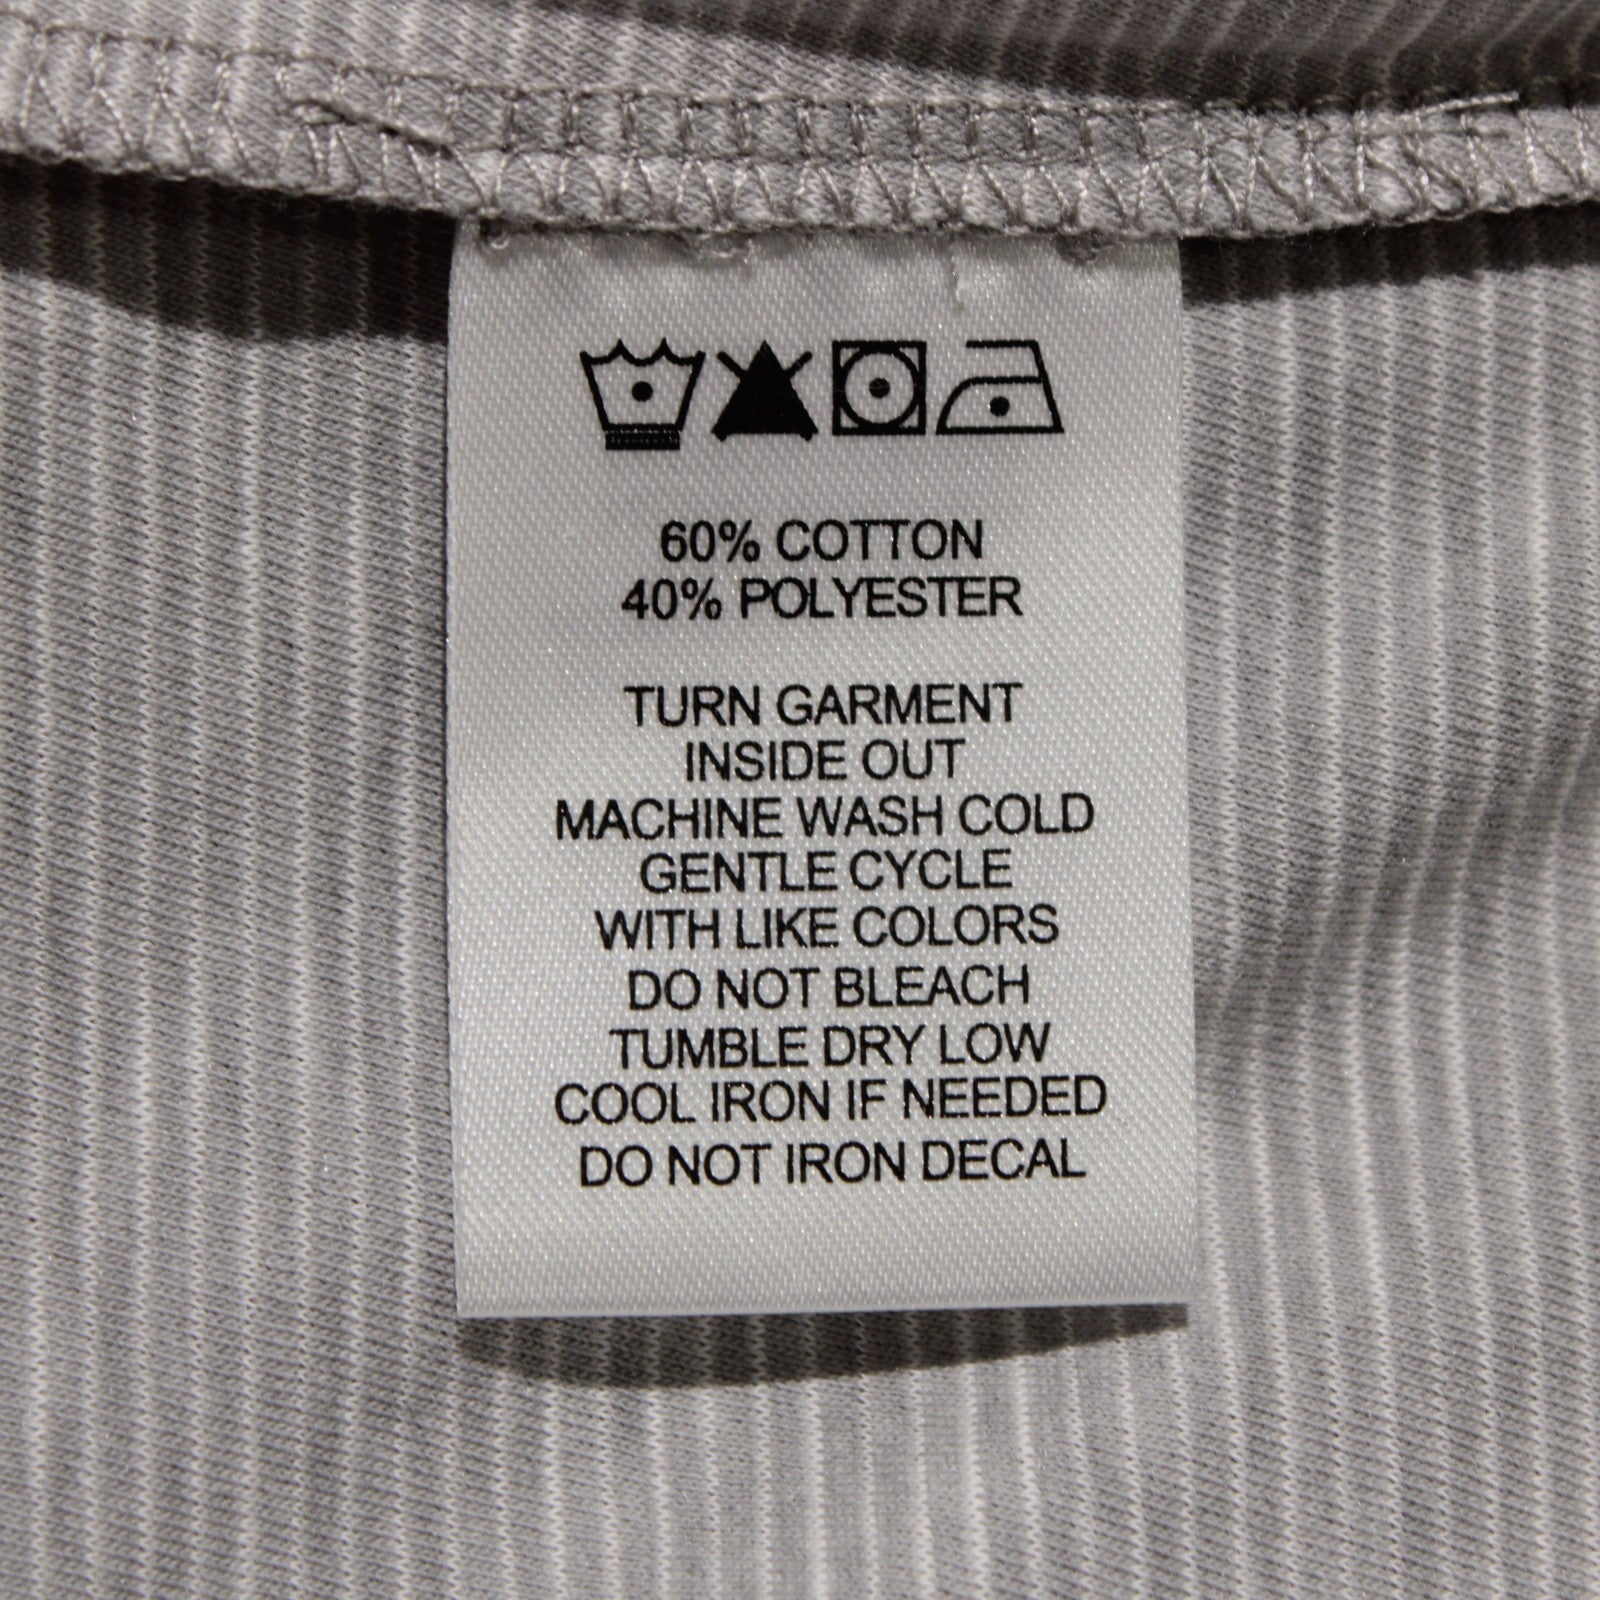 60% COTTON
40% POLYESTER
TURN GARMENT
INSIDE OUT
MACHINE WASH COLD
GENTLE CYCLE
WITH LIKE COLORS
DO NOT BLEACH
TUMBLE DRY LOW
COOL IRON IF NEEDED
DO NOT IRON DECAL